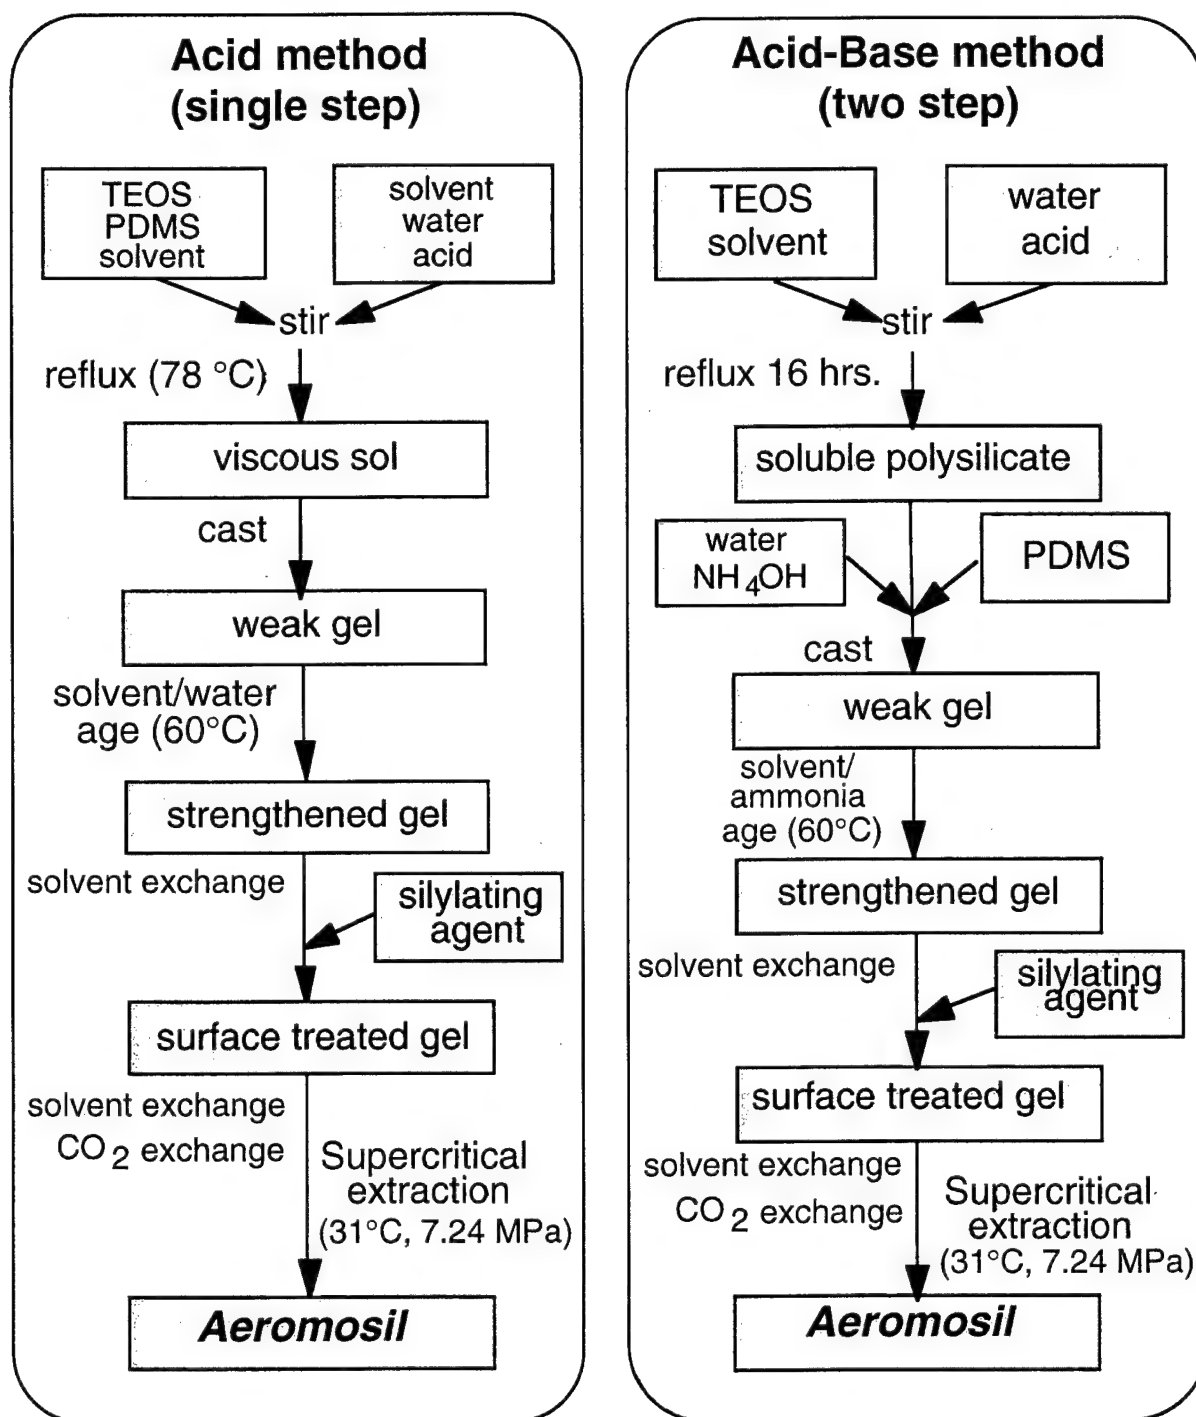 Acid method
(single step)
TEOS
PDMS
solvent
solvent
water
acid
stir
reflux (78 °C)
viscous sol
cast
weak gel
solvent/water
age (60°C)
strengthened gel
solvent exchange
silylating
agent
surface treated gel
solvent exchange
CO2 exchange
Supercritical
extraction
(31°C, 7.24 MPa)
Aeromosil
Acid-Base method
(two step)
TEOS
solvent
water
acid
stir
reflux 16 hrs.
soluble polysilicate
water
NH4OH
PDMS
cast
weak gel
solvent/
ammonia
age (60°C)
strengthened gel
solvent exchange
silylating
agent
surface treated gel
solvent exchange
CO2 exchange
Supercritical
extraction
(31°C, 7.24 MPa)
Aeromosil